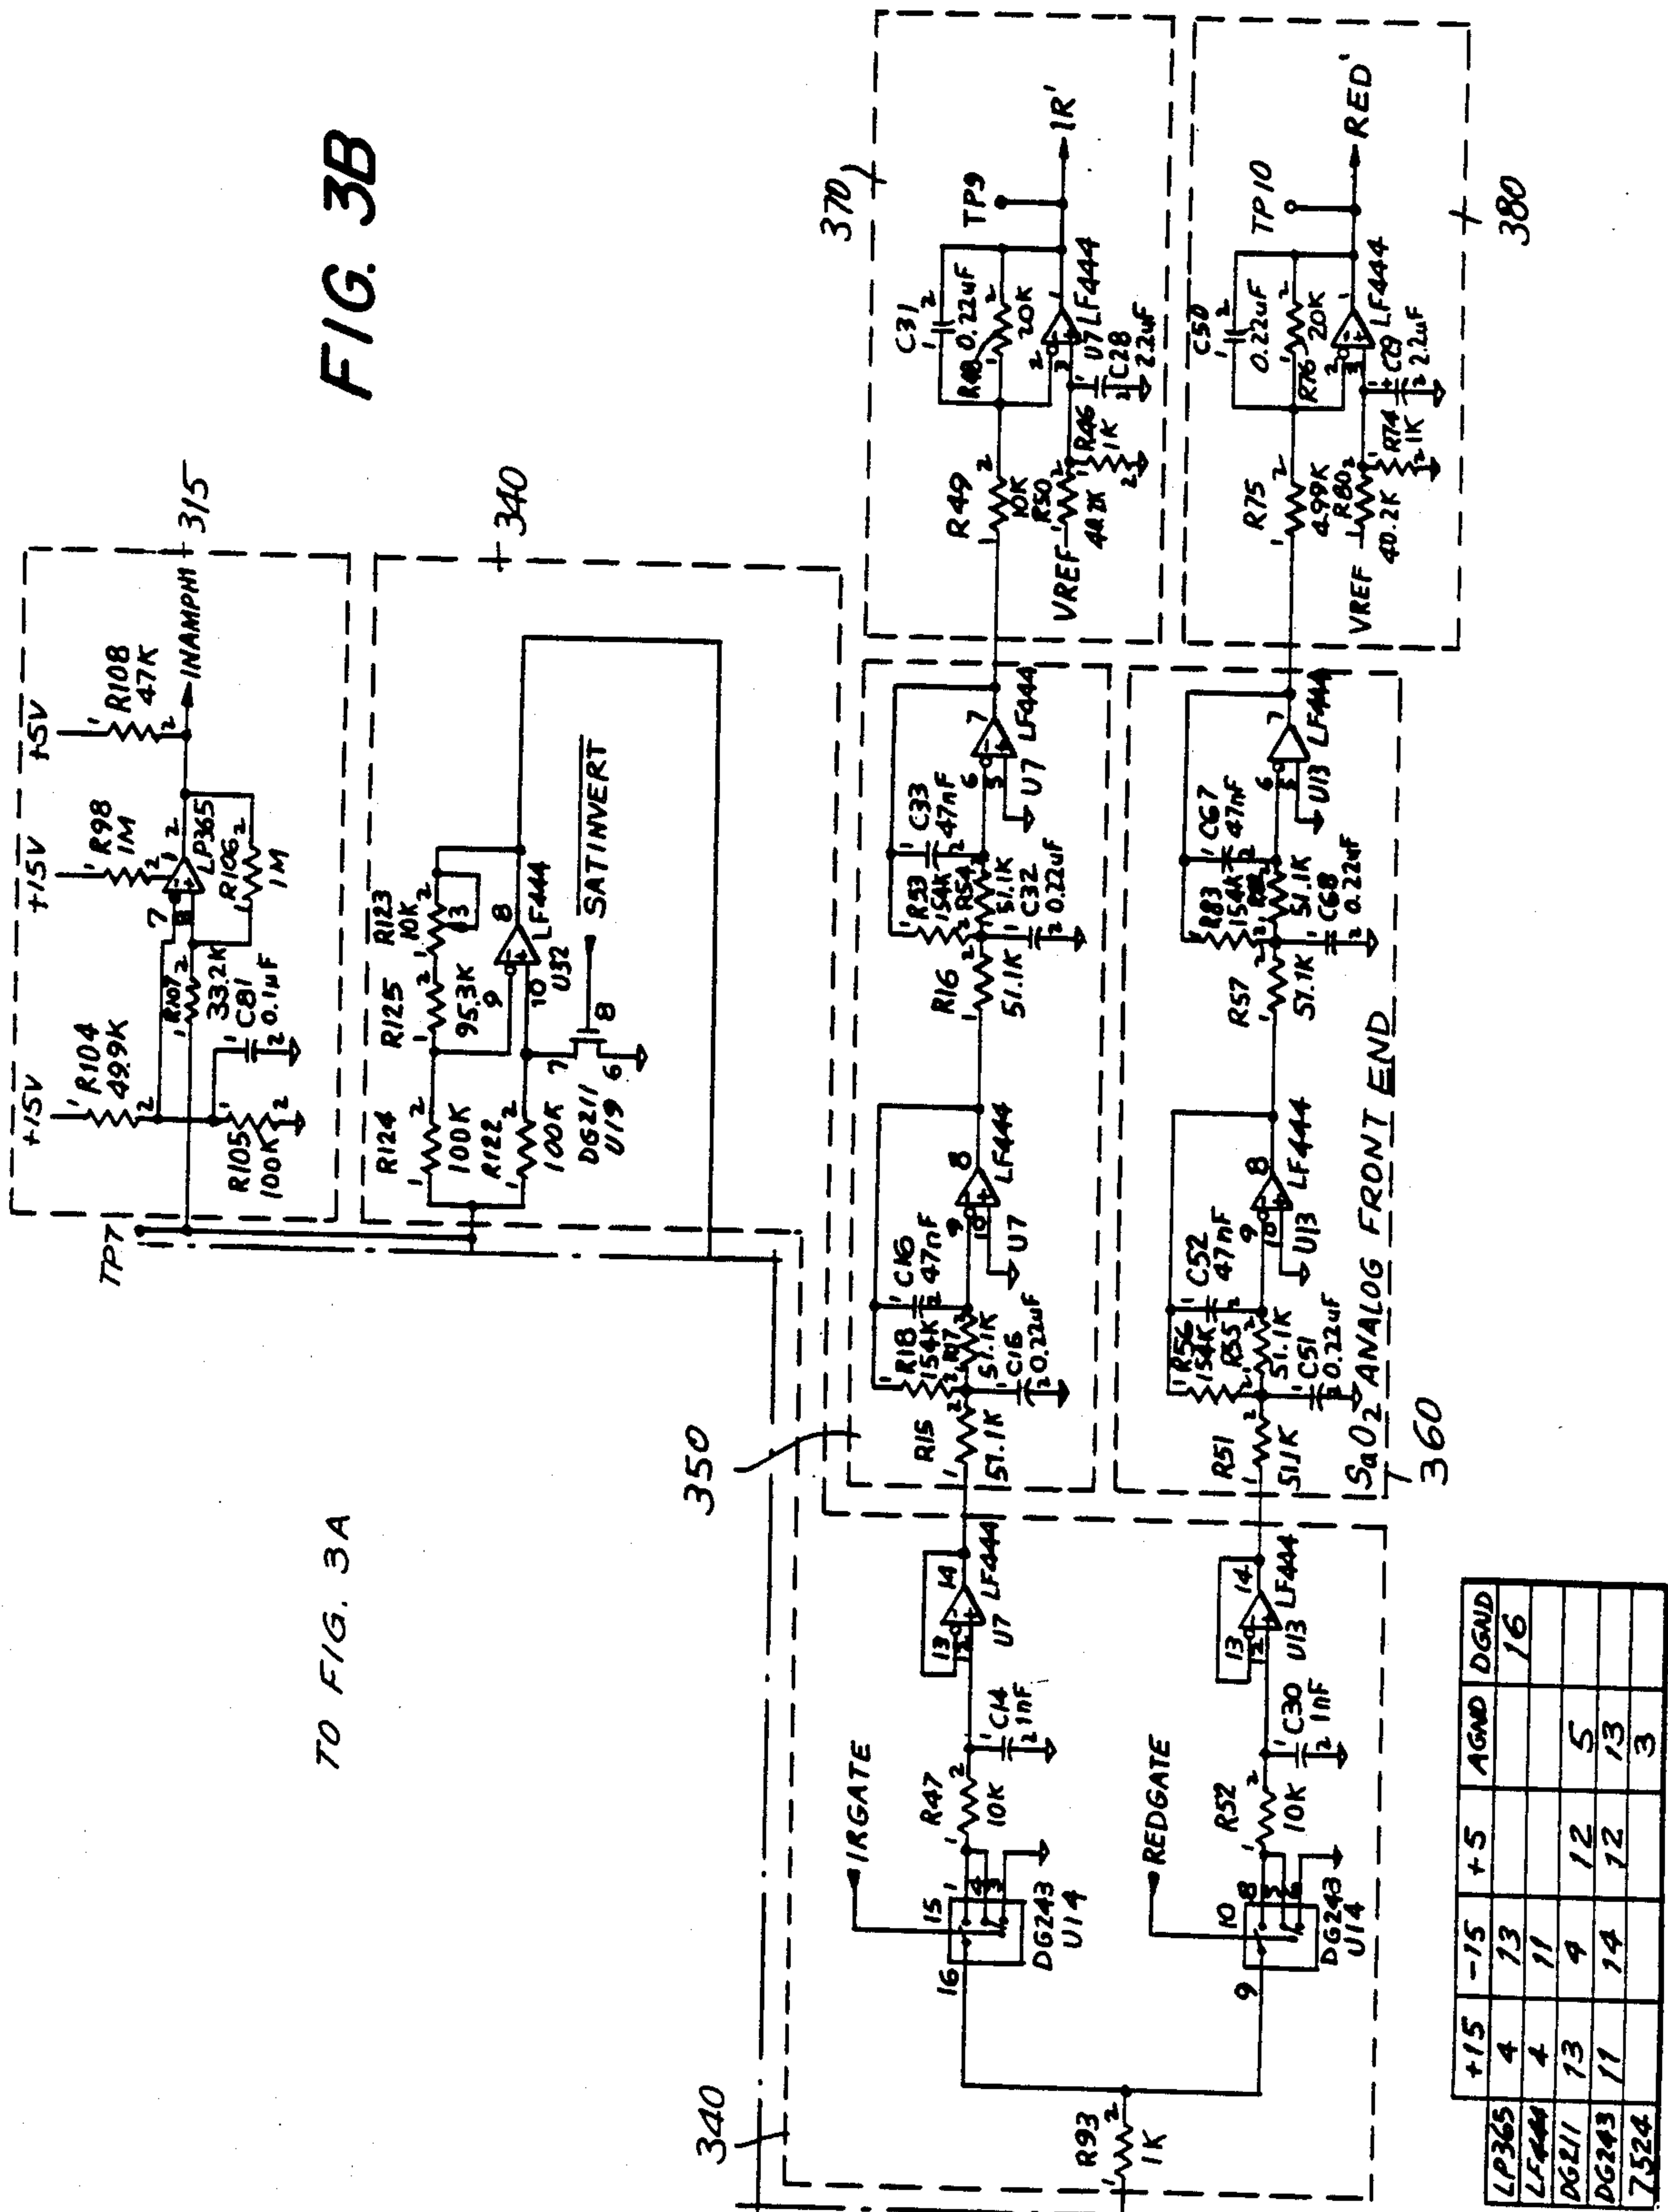 FIG. 3B
TO FIG. 3A
TP7
+15V
R104
49.9K
R105
100K
R107
33.2K
C81
0.1µF
+15V
R98
1M
LP365
R106
1M
+5V
R108
47K
INAMPH1
315
R124
100K
R122
100K
R125
95.3K
R123
10K
LF444
U32
DG211
U19
SATINVERT
340
340
R93
1K
IRGATE
DG243
U14
R47
10K
C14
1nF
U7
LF444
REDGATE
DG243
U14
R52
10K
C30
1nF
U13
LF444
350
R15
51.1K
R18
154K
R17
51.1K
C16
47nF
C16
0.22uF
U7
LF444
R16
51.1K
R53
154K
R54
51.1K
C33
47nF
C32
0.22uF
U7
LF444
R51
51.1K
R56
154K
R55
51.1K
C52
47nF
C51
0.22uF
U13
LF444
R57
51.1K
R83
154K
51.1K
C67
47nF
C68
0.22uF
U13
LF444
SaO2 ANALOG FRONT END
360
370
R49
10K
R50
40.2K
VREF
R46
1K
C31
0.22uF
R48
20K
U7
LF444
C28
2.2uF
TP9
IR'
R75
4.99K
R80
40.2K
VREF
R74
1K
C50
0.22uF
R76
20K
LF444
C29
2.2uF
TP10
RED'
380
+15 -15 +5 AGND DGND
LP365 4 13 16
LF444 4 11
DG211 13 4 12 5
DG243 11 14 12 13
7524 3